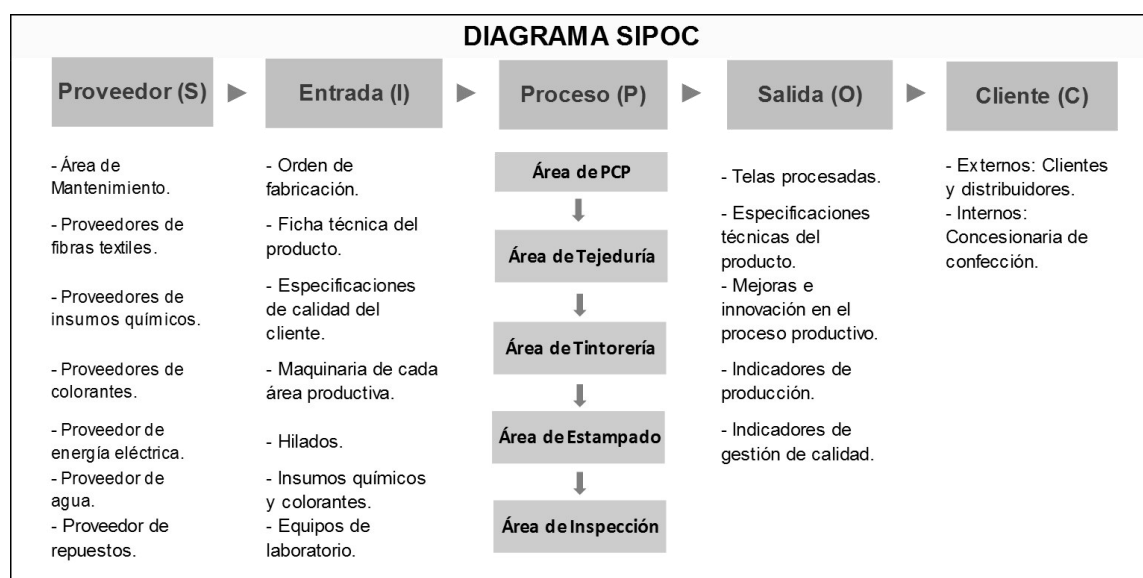 DIAGRAMA SIPOC
Proveedor (S)
Entrada (I)
Proceso (P)
Salida (O)
Cliente (C)
- Área de
Mantenimiento.
- Proveedores de
fibras textiles.
- Proveedores de
insumos químicos.
- Proveedores de
colorantes.
- Proveedor de
energía eléctrica.
- Proveedor de
agua.
- Proveedor de
repuestos.
- Orden de
fabricación.
- Ficha técnica del
producto.
- Especificaciones
de calidad del
cliente.
- Maquinaria de cada
área productiva.
- Hilados.
- Insumos químicos
y colorantes.
- Equipos de
laboratorio.
Área de PCP
Área de Tejeduría
Área de Tintorería
Área de Estampado
Área de Inspección
- Telas procesadas.
- Especificaciones
técnicas del
producto.
- Mejoras e
innovación en el
proceso productivo.
- Indicadores de
producción.
- Indicadores de
gestión de calidad.
- Externos: Clientes
y distribuidores.
- Internos:
Concesionaria de
confección.